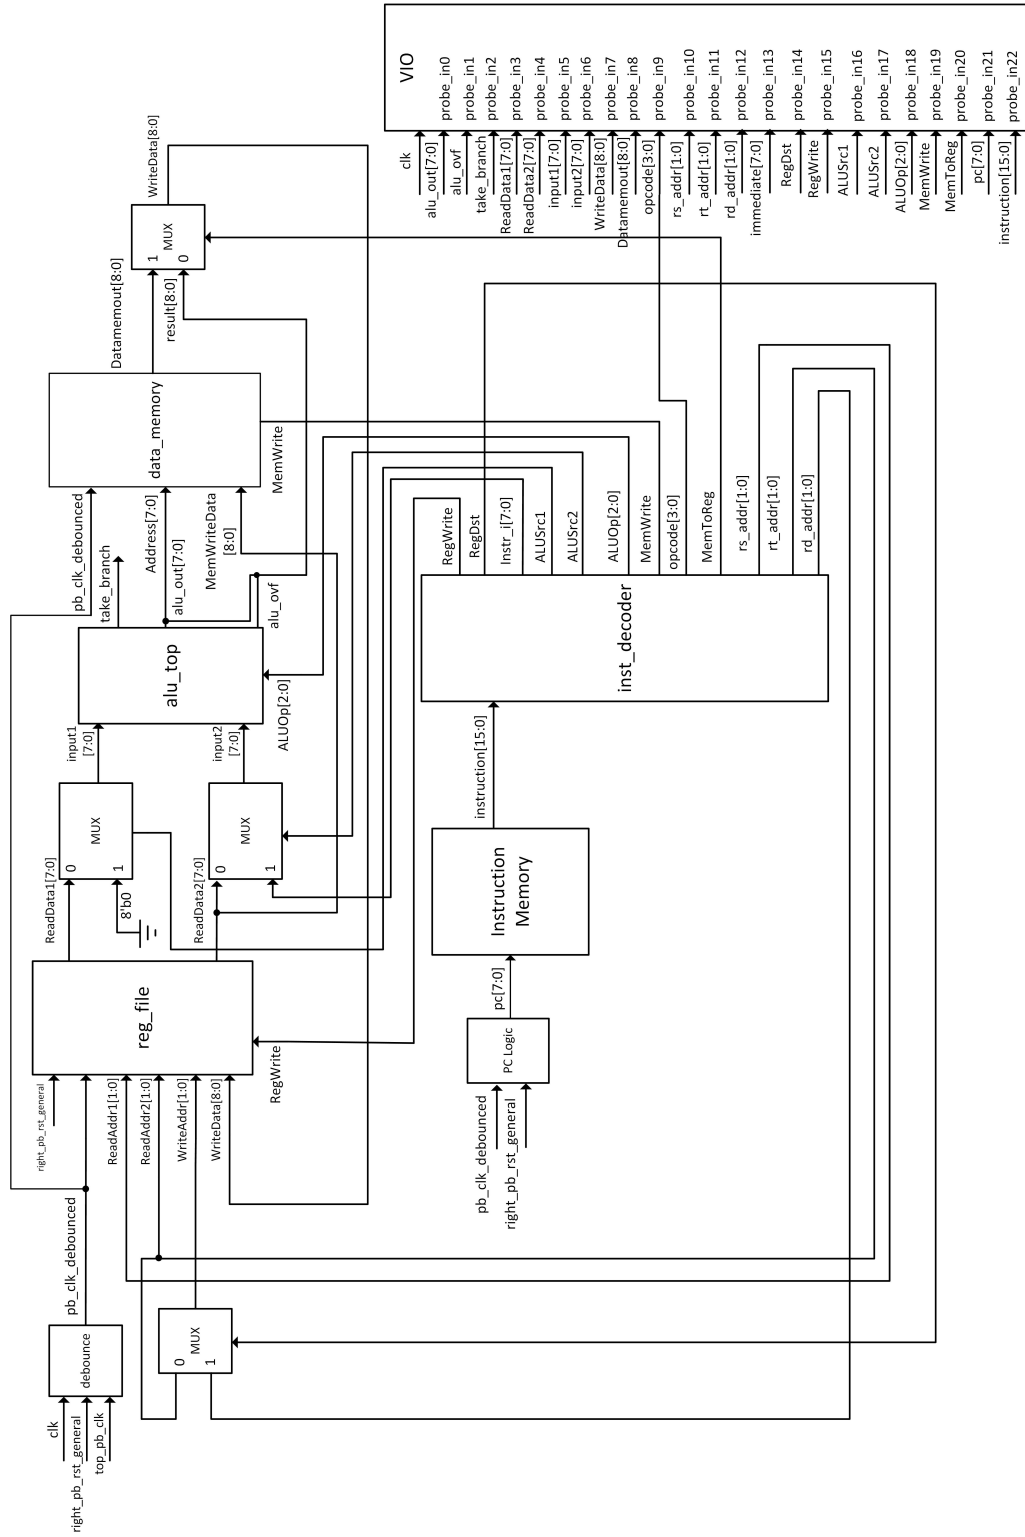 clk
right_pb_rst_general
top_pb_clk
debounce
pb_clk_debounced
0
1
MUX
right_pb_rst_general
ReadAddr1[1:0]
ReadAddr2[1:0]
WriteAddr[1:0]
WriteData[8:0]
RegWrite
reg_file
ReadData1[7:0]
8'b0
ReadData2[7:0]
0
1
MUX
0
1
MUX
input1
[7:0]
input2
[7:0]
ALUOp[2:0]
alu_top
pb_clk_debounced
take_branch
Address[7:0]
alu_out[7:0]
MemWriteData
[8:0]
alu_ovf
data_memory
MemWrite
Datamemout[8:0]
result[8:0]
1
0
MUX
WriteData[8:0]
pb_clk_debounced
right_pb_rst_general
PC Logic
pc[7:0]
Instruction
Memory
instruction[15:0]
inst_decoder
RegWrite
RegDst
Instr_i[7:0]
ALUSrc1
ALUSrc2
ALUOp[2:0]
MemWrite
opcode[3:0]
MemToReg
rs_addr[1:0]
rt_addr[1:0]
rd_addr[1:0]
VIO
clk
alu_out[7:0] probe_in0
alu_ovf probe_in1
take_branch probe_in2
ReadData1[7:0] probe_in3
ReadData2[7:0] probe_in4
input1[7:0] probe_in5
input2[7:0] probe_in6
WriteData[8:0] probe_in7
Datamemout[8:0] probe_in8
opcode[3:0] probe_in9
rs_addr[1:0] probe_in10
rt_addr[1:0] probe_in11
rd_addr[1:0] probe_in12
immediate[7:0] probe_in13
RegDst probe_in14
RegWrite probe_in15
ALUSrc1 probe_in16
ALUSrc2 probe_in17
ALUOp[2:0] probe_in18
MemWrite probe_in19
MemToReg probe_in20
pc[7:0] probe_in21
instruction[15:0] probe_in22